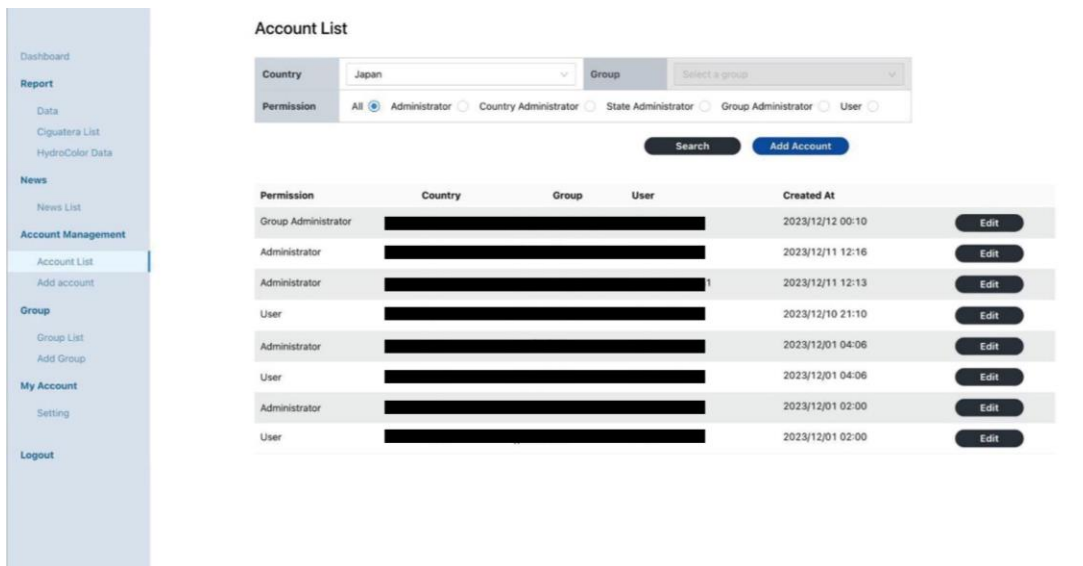 Account List
Dashboard
Report
Data
Ciguatera List
HydroColor Data
News
News List
Account Management
Account List
Add account
Group
Group List
Add Group
My Account
Setting
Logout
Country Japan Group Select a group
Permission All Administrator Country Administrator State Administrator Group Administrator User
Search Add Account
Permission Country Group User Created At
Group Administrator 2023/12/12 00:10 Edit
Administrator 2023/12/11 12:16 Edit
Administrator 1 2023/12/11 12:13 Edit
User 2023/12/10 21:10 Edit
Administrator 2023/12/01 04:06 Edit
User 2023/12/01 04:06 Edit
Administrator 2023/12/01 02:00 Edit
User 2023/12/01 02:00 Edit